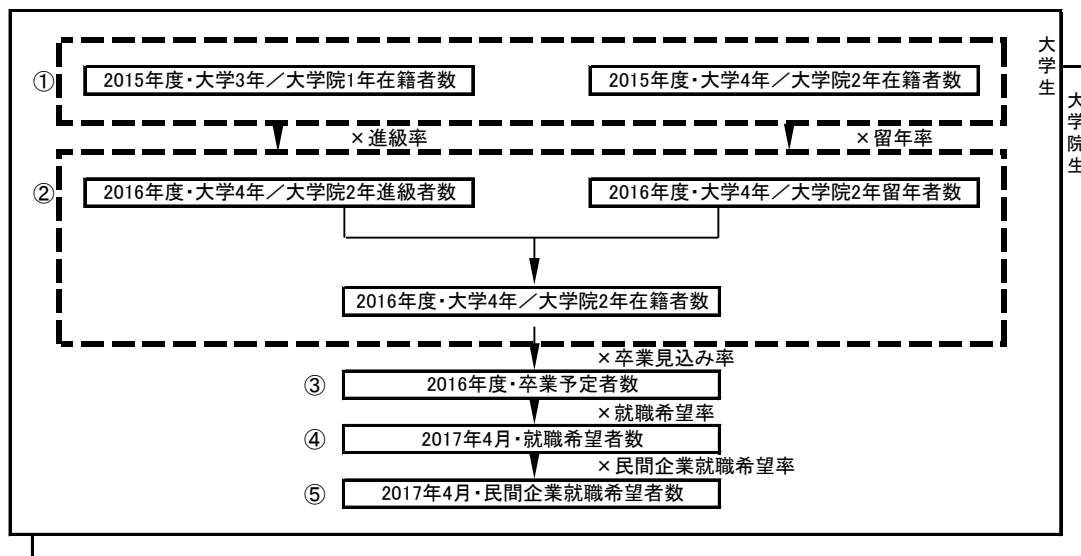 大学生
大学院生
①
2015年度・大学3年／大学院1年在籍者数
2015年度・大学4年／大学院2年在籍者数
×進級率
×留年率
②
2016年度・大学4年／大学院2年進級者数
2016年度・大学4年／大学院2年留年者数
2016年度・大学4年／大学院2年在籍者数
×卒業見込み率
③
2016年度・卒業予定者数
×就職希望率
④
2017年4月・就職希望者数
×民間企業就職希望率
⑤
2017年4月・民間企業就職希望者数